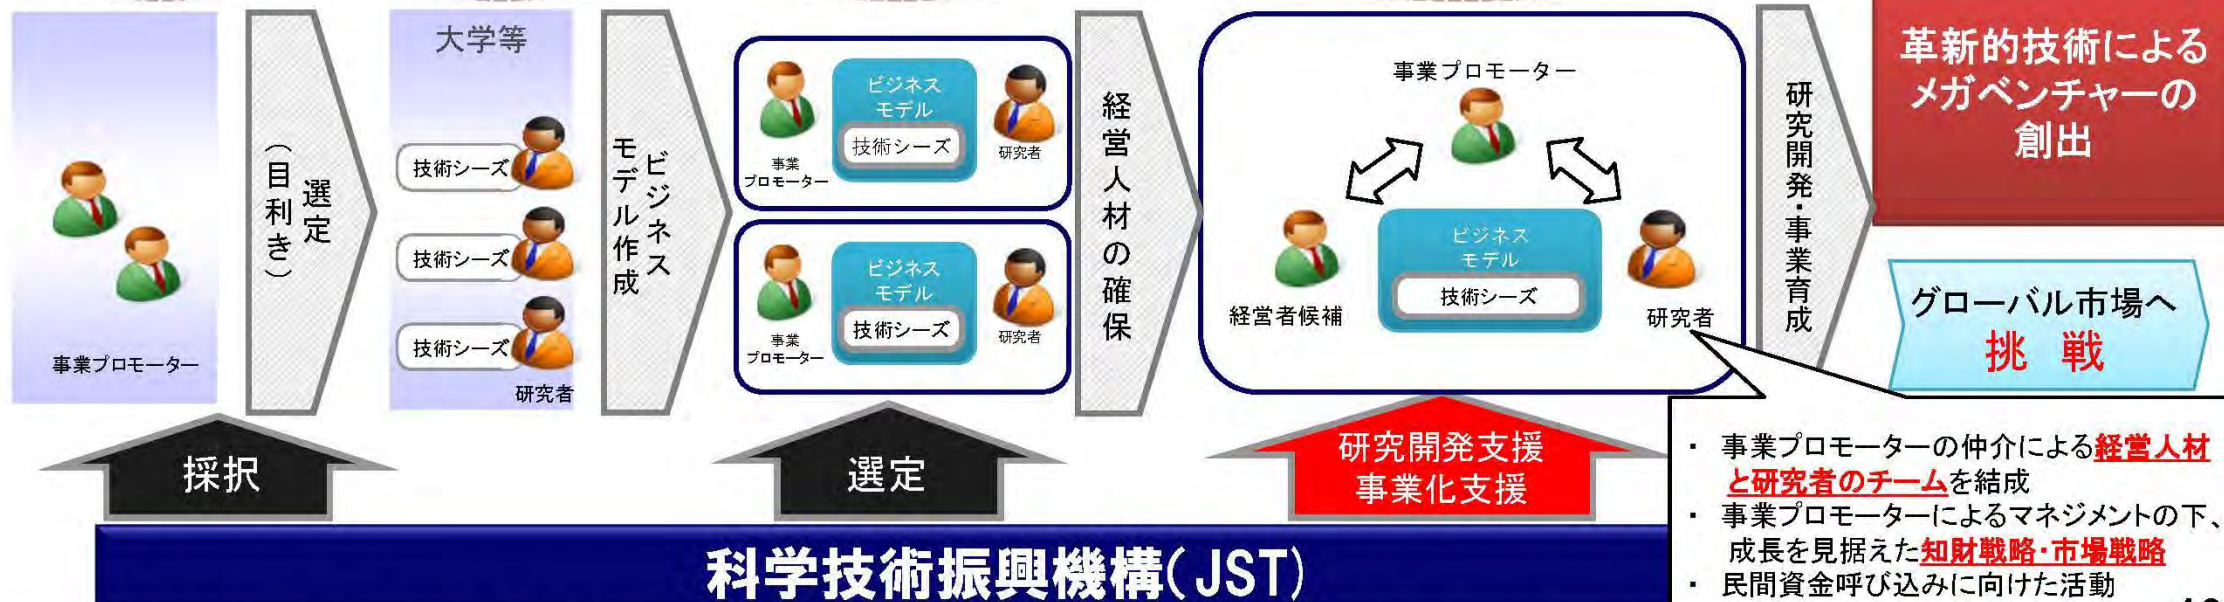 事業プロモーター
選定
（目利き）
大学等
技術シーズ
技術シーズ
技術シーズ
研究者
ビジネス
モデル作成
ビジネス
モデル
技術シーズ
事業
プロモーター
研究者
ビジネス
モデル
技術シーズ
事業
プロモーター
研究者
経営人材の確保
事業プロモーター
ビジネス
モデル
技術シーズ
経営者候補
研究者
研究開発・事業育成
革新的技術による
メガベンチャーの
創出
グローバル市場へ
挑 戦
採択
選定
研究開発支援
事業化支援
・ 事業プロモーターの仲介による経営人材
と研究者のチームを結成
・ 事業プロモーターによるマネジメントの下、
成長を見据えた知財戦略・市場戦略
・ 民間資金呼び込みに向けた活動
科学技術振興機構(JST)